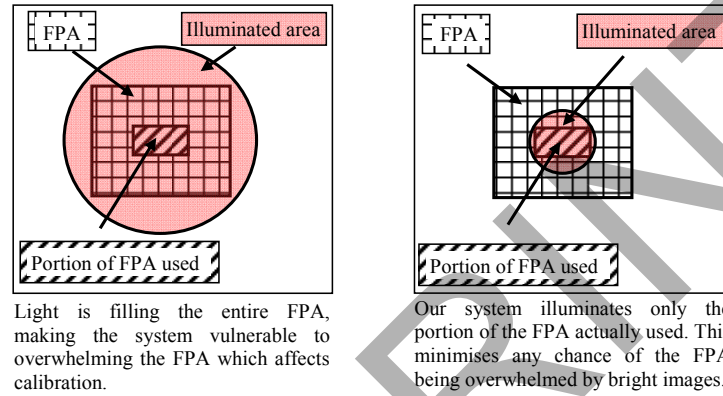 FPA
Illuminated area
Portion of FPA used
Light is filling the entire FPA,
making the system vulnerable to
overwhelming the FPA which affects
calibration.
FPA
Illuminated area
Portion of FPA used
Our system illuminates only the
portion of the FPA actually used. Thi
minimises any chance of the FPA
being overwhelmed by bright images.